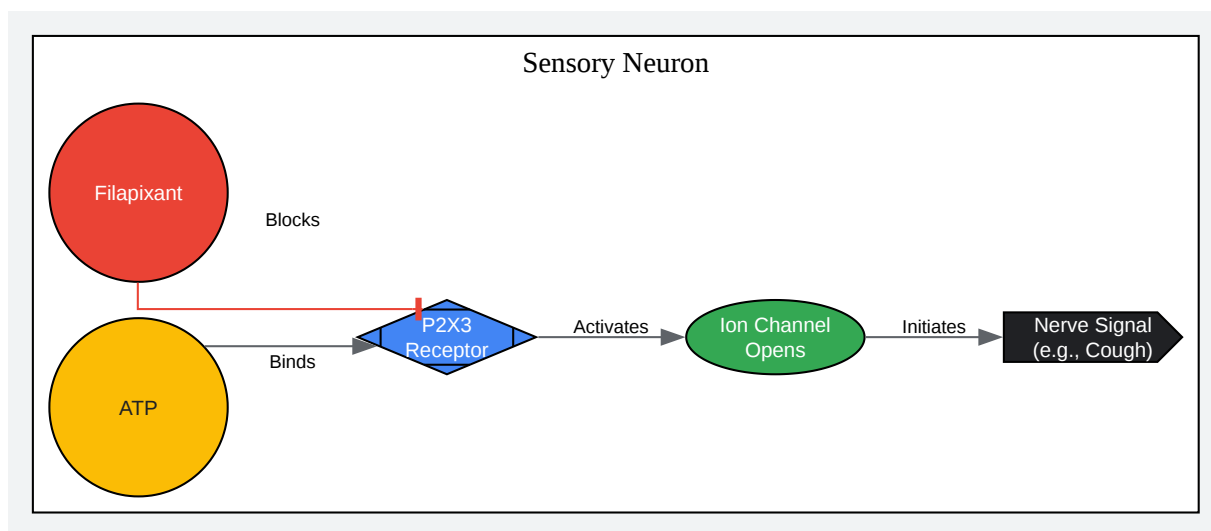 Sensory Neuron
Filapixant
Blocks
ATP
Binds
P2X3
Receptor
Activates
Ion Channel
Opens
Initiates
Nerve Signal
(e.g., Cough)